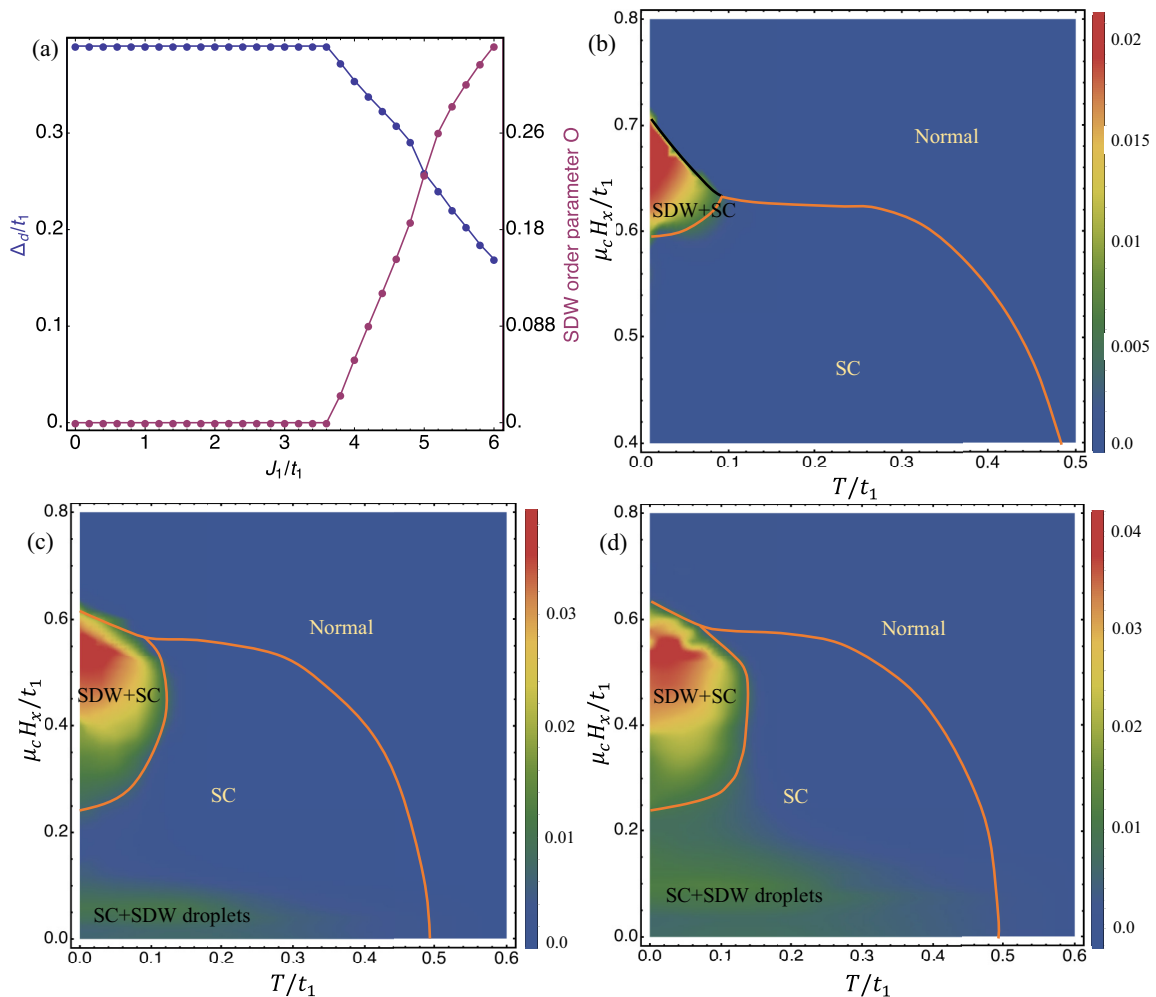 (a)
0.3
0.2
0.1
0.
Δd/t1
0.26
0.18
0.088
0.
SDW order parameter O
0 1 2 3 4 5 6
J1/t1
(b)
0.8
0.7
0.6
0.5
0.4
μcHx/t1
Normal
SDW+SC
SC
0.0 0.1 0.2 0.3 0.4 0.5
T/t1
0.02
0.015
0.01
0.005
0.0
(c)
0.8
0.6
0.4
0.2
0.0
μcHx/t1
Normal
SDW+SC
SC
SC+SDW droplets
0.0 0.1 0.2 0.3 0.4 0.5 0.6
T/t1
0.03
0.02
0.01
0.0
(d)
0.8
0.6
0.4
0.2
0.0
μcHx/t1
Normal
SDW+SC
SC
SC+SDW droplets
0.0 0.1 0.2 0.3 0.4 0.5 0.6
T/t1
0.04
0.03
0.02
0.01
0.0